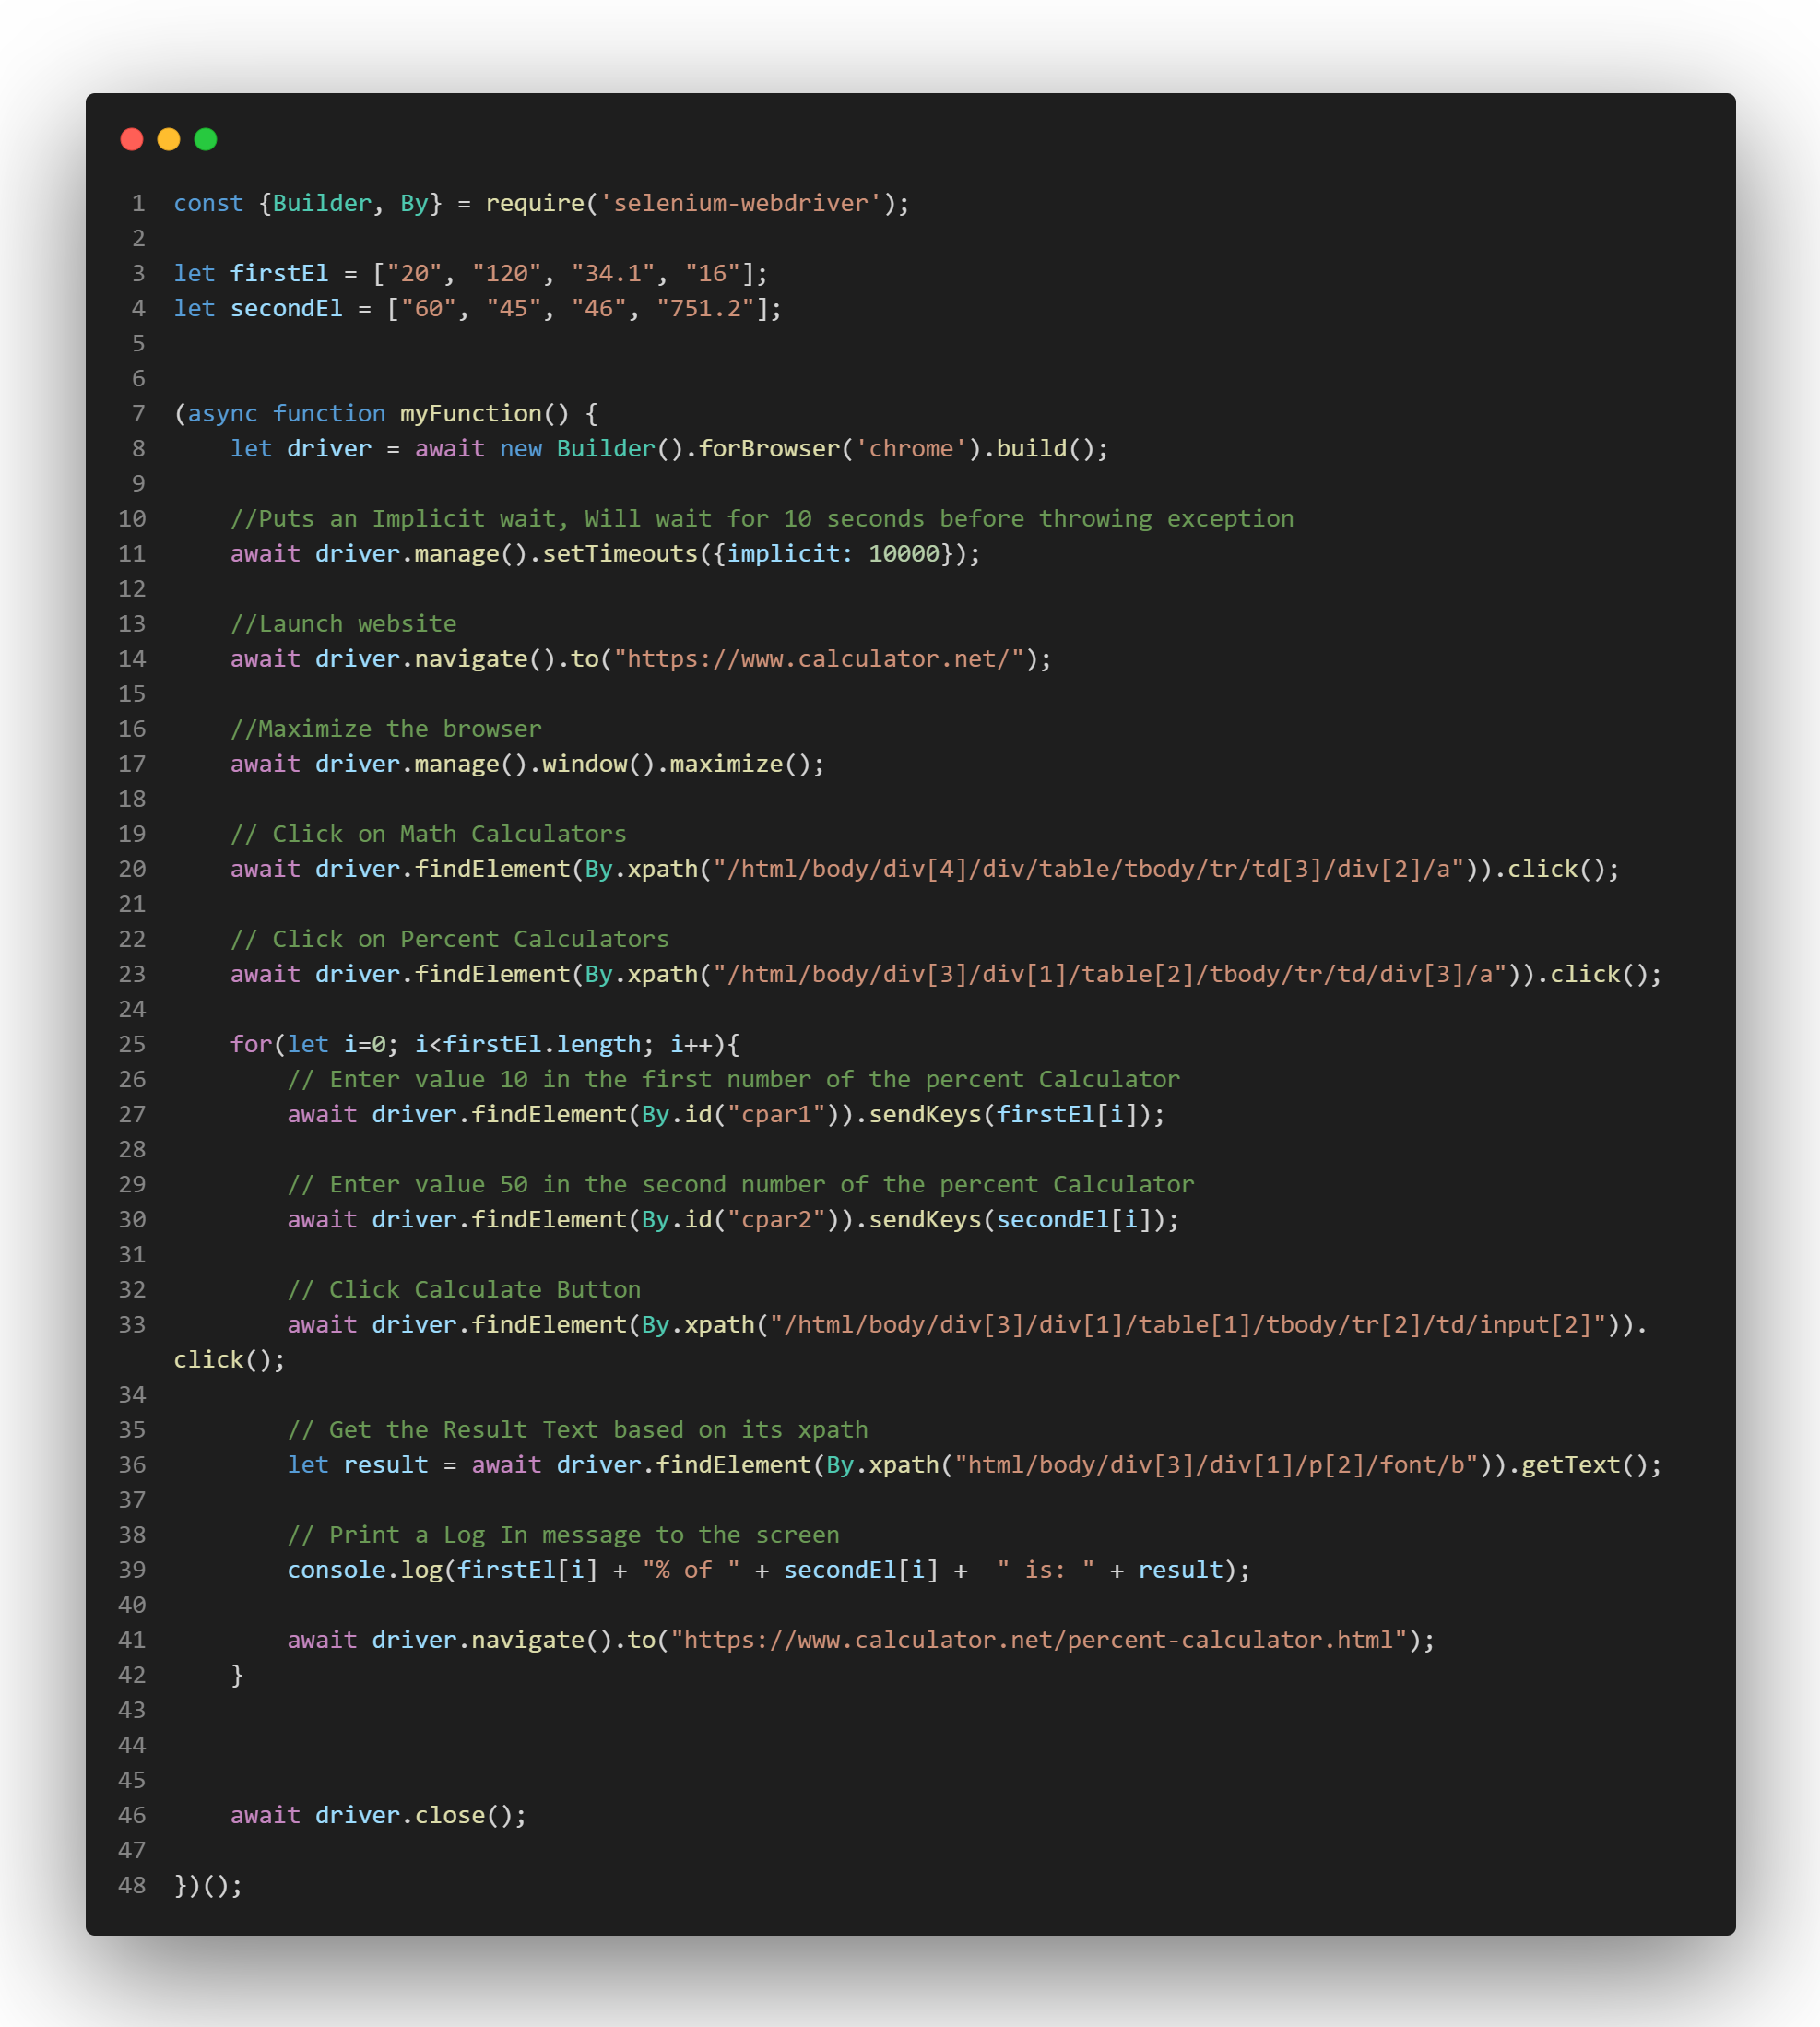 1 const {Builder, By} = require('selenium-webdriver');
2
3 let firstEl = ["20", "120", "34.1", "16"];
4 let secondEl = ["60", "45", "46", "751.2"];
5
6
7 (async function myFunction() {
8     let driver = await new Builder().forBrowser('chrome').build();
9
10     //Puts an Implicit wait, Will wait for 10 seconds before throwing exception
11     await driver.manage().setTimeouts({implicit: 10000});
12
13     //Launch website
14     await driver.navigate().to("https://www.calculator.net/");
15
16     //Maximize the browser
17     await driver.manage().window().maximize();
18
19     // Click on Math Calculators
20     await driver.findElement(By.xpath("/html/body/div[4]/div/table/tbody/tr/td[3]/div[2]/a")).click();
21
22     // Click on Percent Calculators
23     await driver.findElement(By.xpath("/html/body/div[3]/div[1]/table[2]/tbody/tr/td/div[3]/a")).click();
24
25     for(let i=0; i<firstEl.length; i++){
26         // Enter value 10 in the first number of the percent Calculator
27         await driver.findElement(By.id("cpar1")).sendKeys(firstEl[i]);
28
29         // Enter value 50 in the second number of the percent Calculator
30         await driver.findElement(By.id("cpar2")).sendKeys(secondEl[i]);
31
32         // Click Calculate Button
33         await driver.findElement(By.xpath("/html/body/div[3]/div[1]/table[1]/tbody/tr[2]/td/input[2]")).
click();
34
35         // Get the Result Text based on its xpath
36         let result = await driver.findElement(By.xpath("html/body/div[3]/div[1]/p[2]/font/b")).getText();
37
38         // Print a Log In message to the screen
39         console.log(firstEl[i] + "% of " + secondEl[i] +  " is: " + result);
40
41         await driver.navigate().to("https://www.calculator.net/percent-calculator.html");
42     }
43
44
45
46     await driver.close();
47
48 })();